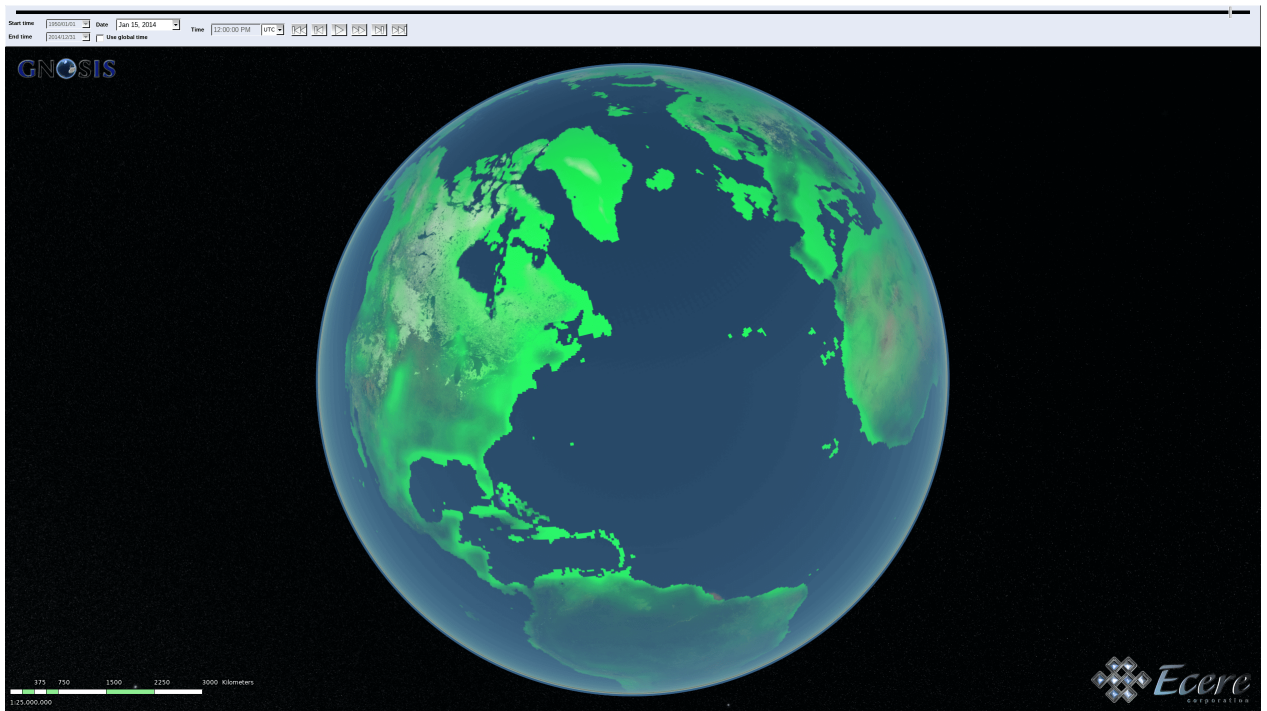 Start time 1950/01/01 Date Jan 15, 2014 Time 12:00:00 PM UTC
End time 2014/12/31 Use global time
GNOSIS
375 750 1500 2250 3000 Kilometers
1:25,000,000
Ecere
corporation